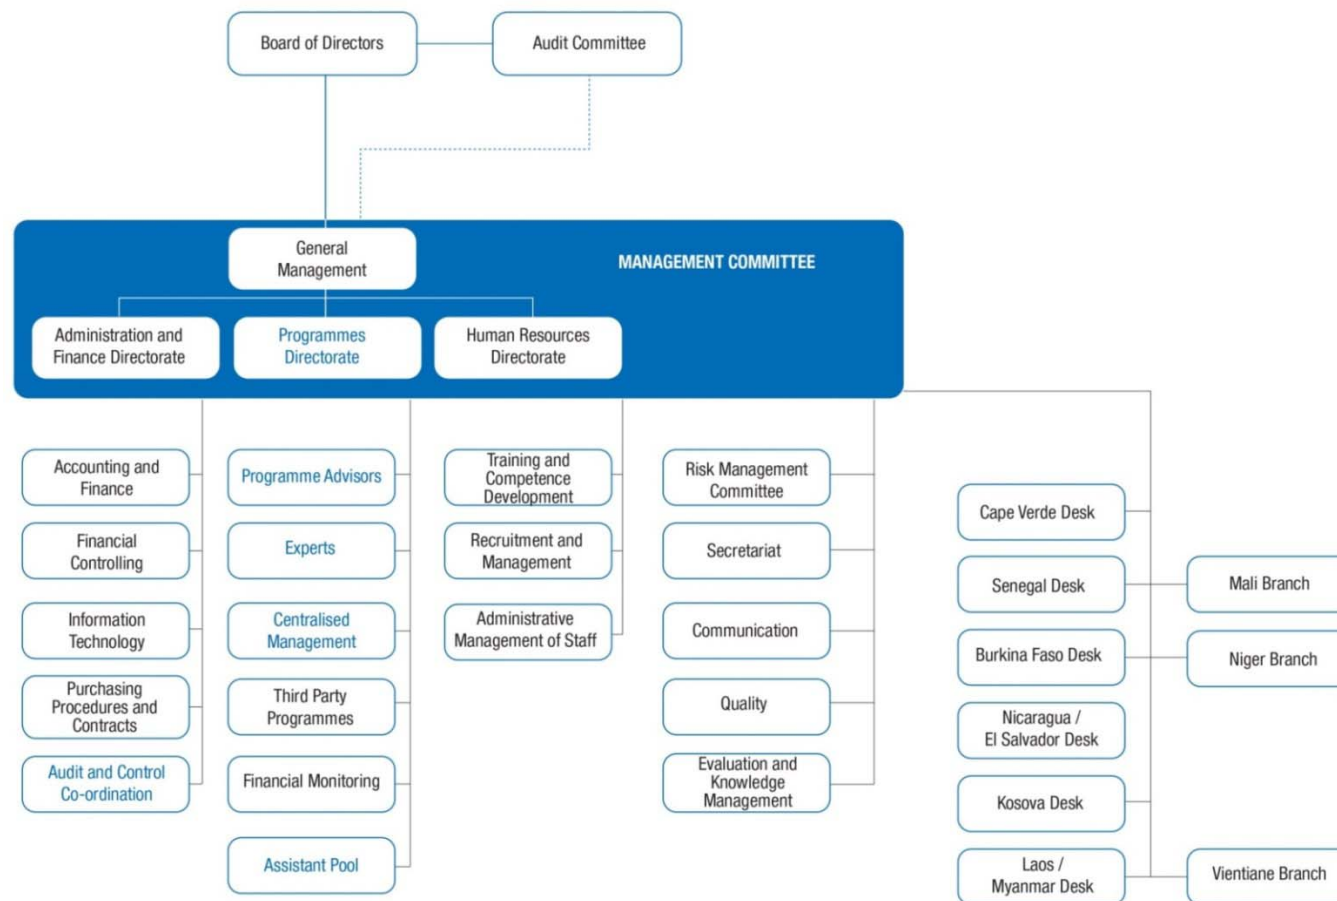 Board of Directors
Audit Committee
General
Management
MANAGEMENT COMMITTEE
Administration and
Finance Directorate
Programmes
Directorate
Human Resources
Directorate
Accounting and
Finance
Financial
Controlling
Information
Technology
Purchasing
Procedures and
Contracts
Audit and Control
Co-ordination
Programme Advisors
Experts
Centralised
Management
Third Party
Programmes
Financial Monitoring
Assistant Pool
Training and
Competence
Development
Recruitment and
Management
Administrative
Management of Staff
Risk Management
Committee
Secretariat
Communication
Quality
Evaluation and
Knowledge
Management
Cape Verde Desk
Senegal Desk
Burkina Faso Desk
Nicaragua /
El Salvador Desk
Kosova Desk
Laos /
Myanmar Desk
Mali Branch
Niger Branch
Vientiane Branch